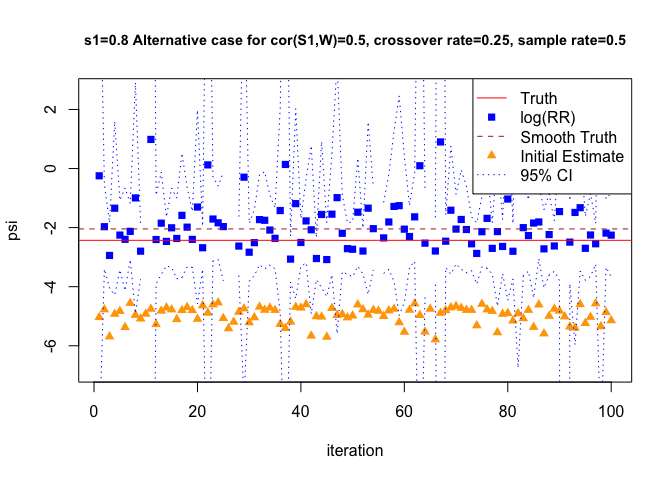 s1=0.8 Alternative case for cor(S1,W)=0.5, crossover rate=0.25, sample rate=0.5
Truth
log(RR)
Smooth Truth
Initial Estimate
95% CI
psi
2
0
-2
-4
-6
0 20 40 60 80 100
iteration